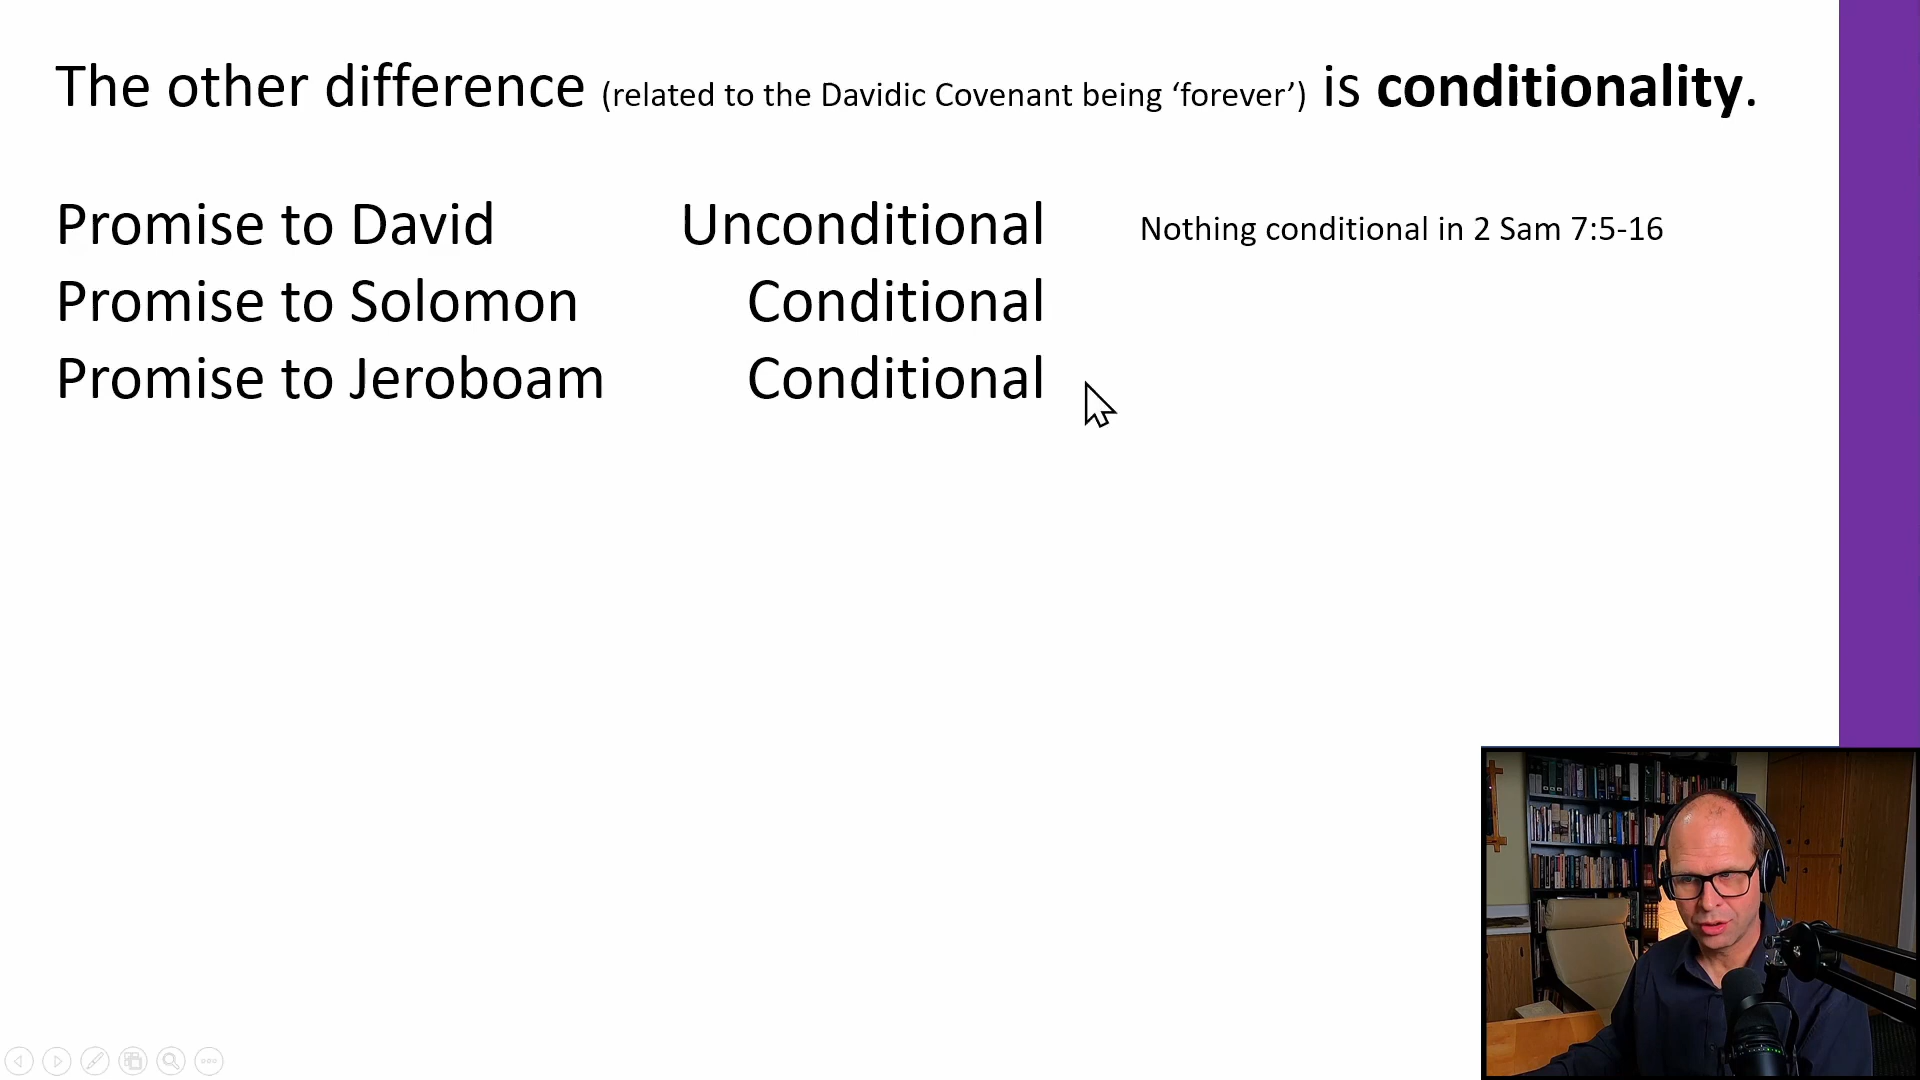 The other difference (related to the Davidic Covenant being ‘forever’) is conditionality.
Promise to David Unconditional Nothing conditional in 2 Sam 7:5-16
Promise to Solomon Conditional
Promise to Jeroboam Conditional